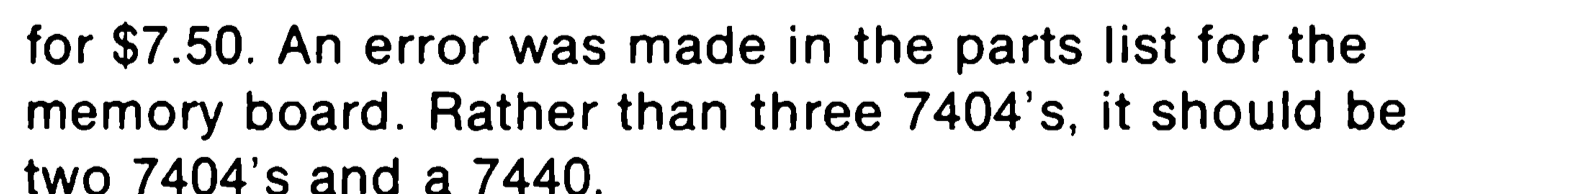 for $7.50. An error was made in the parts list for the
memory board. Rather than three 7404's, it should be
two 7404's and a 7440.